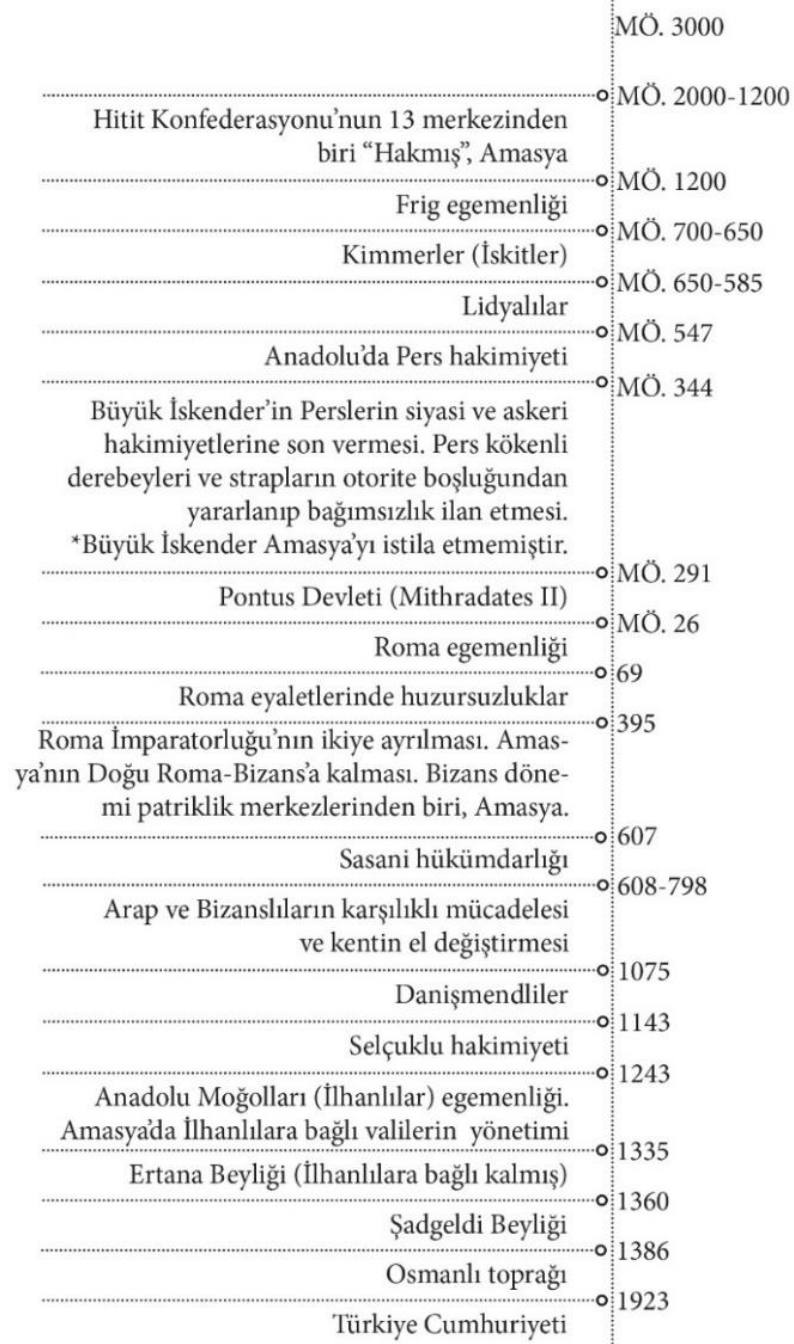 MÖ. 3000
MÖ. 2000-1200
Hitit Konfederasyonu’nun 13 merkezinden
biri “Hakmış”, Amasya
MÖ. 1200
Frig egemenliği
MÖ. 700-650
Kimmerler (İskitler)
MÖ. 650-585
Lidyalılar
MÖ. 547
Anadolu’da Pers hakimiyeti
MÖ. 344
Büyük İskender’in Perslerin siyasi ve askeri
hakimiyetlerine son vermesi. Pers kökenli
derebeyleri ve strapların otorite boşluğundan
yararlanıp bağımsızlık ilan etmesi.
*Büyük İskender Amasya’yı istila etmemiştir.
MÖ. 291
Pontus Devleti (Mithradates II)
MÖ. 26
Roma egemenliği
69
Roma eyaletlerinde huzursuzluklar
395
Roma İmparatorluğu’nın ikiye ayrılması. Amas-
ya’nın Doğu Roma-Bizans’a kalması. Bizans döne-
mi patriklik merkezlerinden biri, Amasya.
607
Sasani hükümdarlığı
608-798
Arap ve Bizanslıların karşılıklı mücadelesi
ve kentin el değiştirmesi
1075
Danişmendliler
1143
Selçuklu hakimiyeti
1243
Anadolu Moğolları (İlhanlılar) egemenliği.
Amasya’da İlhanlılara bağlı valilerin yönetimi
1335
Ertana Beyliği (İlhanlılara bağlı kalmış)
1360
Şadgeldi Beyliği
1386
Osmanlı toprağı
1923
Türkiye Cumhuriyeti